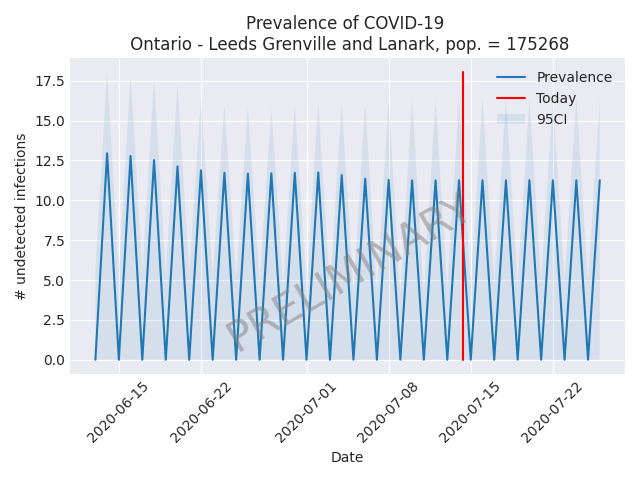 Prevalence of COVID-19
Ontario - Leeds Grenville and Lanark, pop. = 175268
Prevalence
Today
95CI
17.5
15.0
12.5
10.0
7.5
5.0
2.5
0.0
# undetected infections
PRELIMINARY
2020-06-15
2020-06-22
2020-07-01
2020-07-08
2020-07-15
2020-07-22
Date